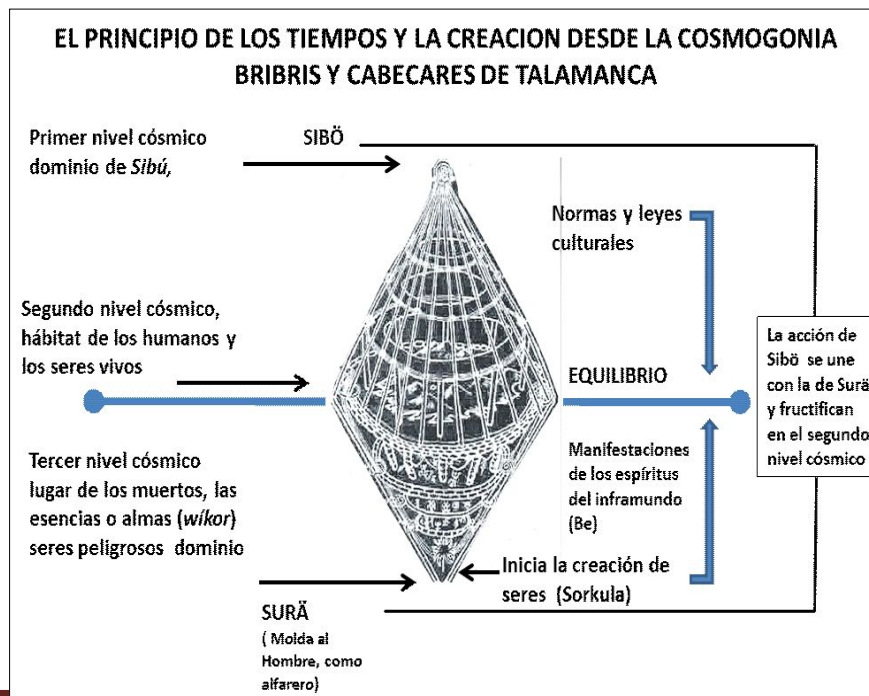 EL PRINCIPIO DE LOS TIEMPOS Y LA CREACION DESDE LA COSMOGONIA
BRIBRIS Y CABECARES DE TALAMANCA
Primer nivel cósmico
dominio de Sibú,
SIBÖ
Normas y leyes
culturales
Segundo nivel cósmico,
hábitat de los humanos y
los seres vivos
EQUILIBRIO
La acción de
Sibö se une
con la de Surä
y fructifican
en el segundo
nivel cósmico
Tercer nivel cósmico
lugar de los muertos, las
esencias o almas (wíkor)
seres peligrosos dominio
Manifestaciones
de los espíritus
del inframundo
(Be)
Inicia la creación de
seres (Sorkula)
SURÄ
( Molda al
Hombre, como
alfarero)